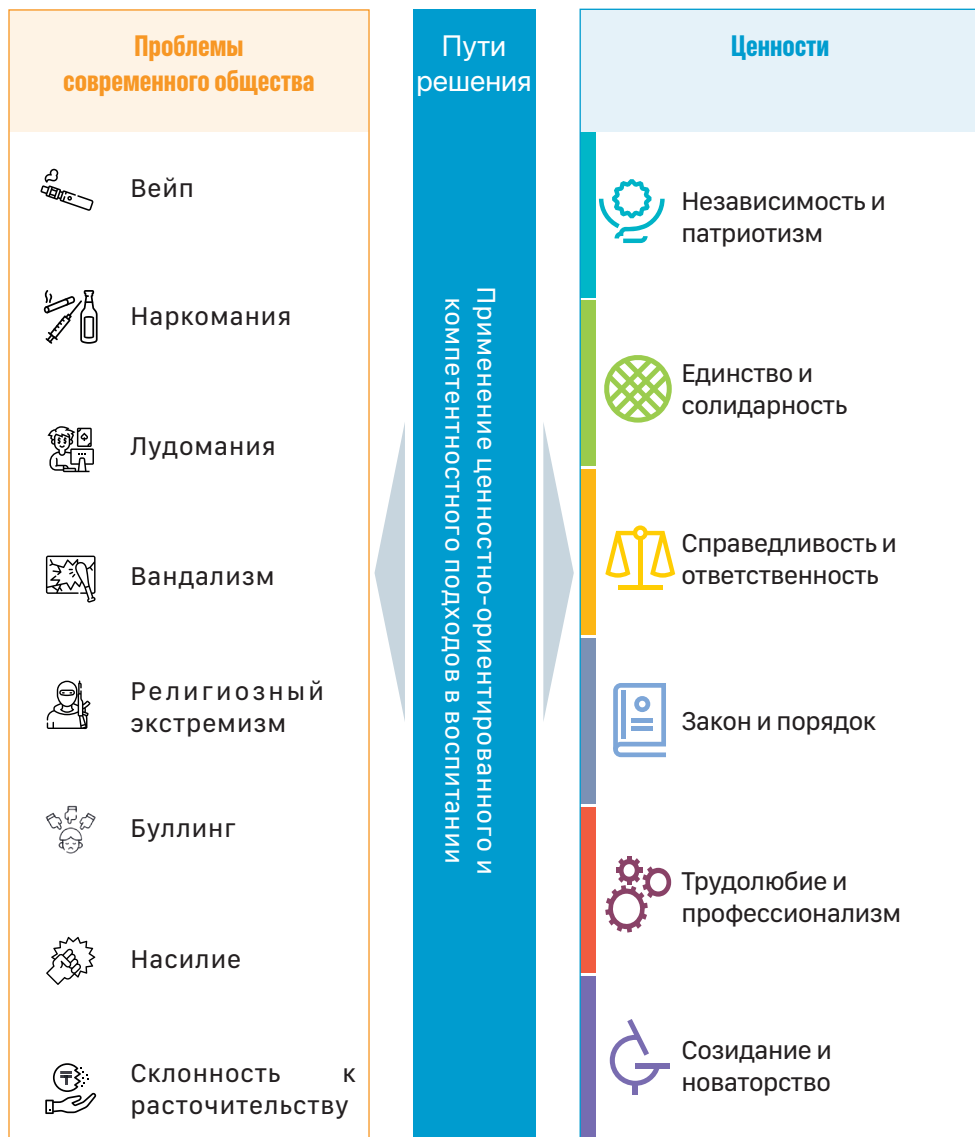 Проблемы
современного общества
Вейп
Наркомания
Лудомания
Вандализм
Религиозный
экстремизм
Буллинг
Насилие
Склонность к
расточительству
Пути
решения
Применение ценностно-ориентированного и
компетентностного подходов в воспитании
Ценности
Независимость и
патриотизм
Единство и
солидарность
Справедливость и
ответственность
Закон и порядок
Трудолюбие и
профессионализм
Созидание и
новаторство